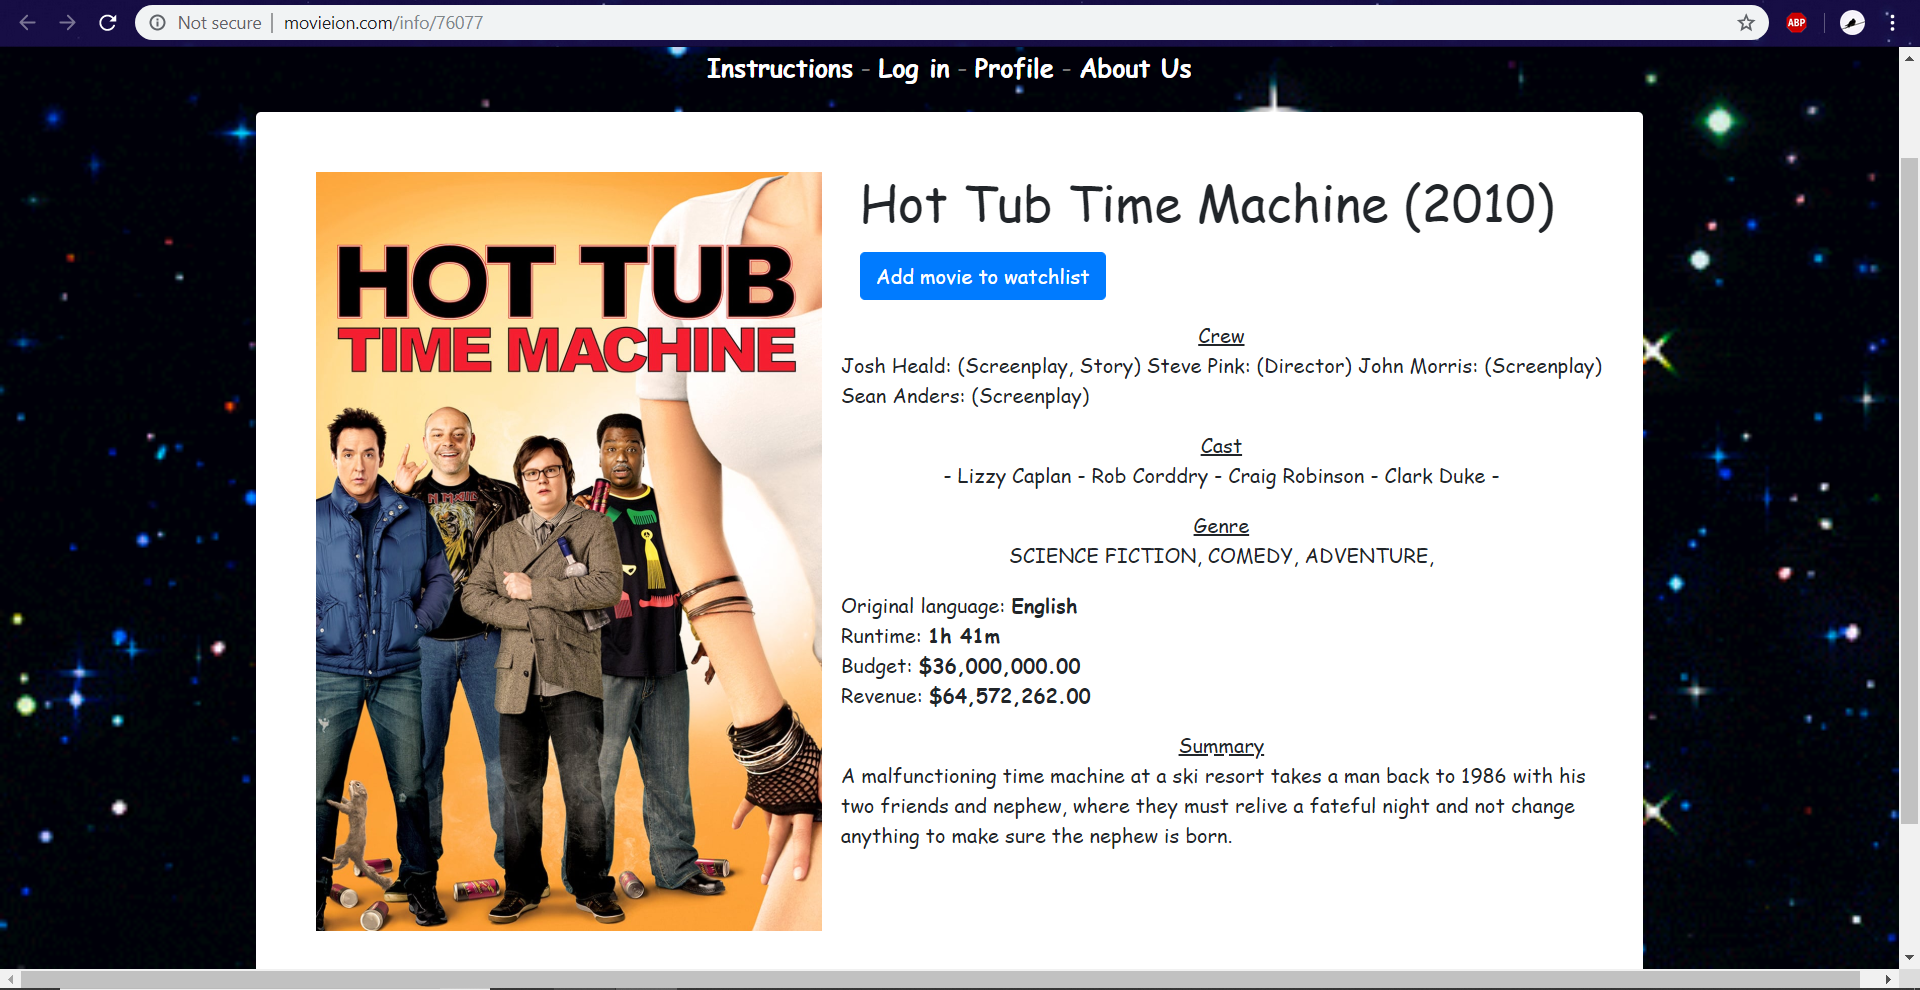 Not secure | movieion.com/info/76077
ABP
Instructions - Log in - Profile - About Us
HOT TUB
TIME MACHINE
Hot Tub Time Machine (2010)
Add movie to watchlist
Crew
Josh Heald: (Screenplay, Story) Steve Pink: (Director) John Morris: (Screenplay)
Sean Anders: (Screenplay)
Cast
- Lizzy Caplan - Rob Corddry - Craig Robinson - Clark Duke -
Genre
SCIENCE FICTION, COMEDY, ADVENTURE,
Original language: English
Runtime: 1h 41m
Budget: $36,000,000.00
Revenue: $64,572,262.00
Summary
A malfunctioning time machine at a ski resort takes a man back to 1986 with his
two friends and nephew, where they must relive a fateful night and not change
anything to make sure the nephew is born.